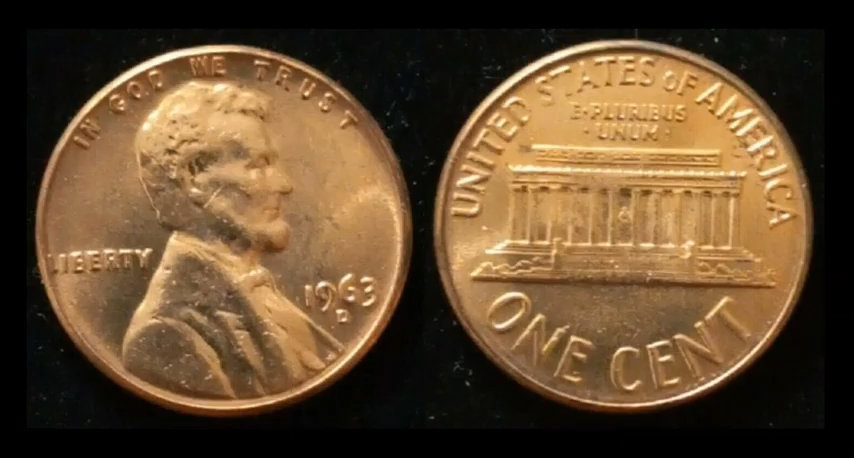 IN GOD WE TRUST
LIBERTY
1963
D
UNITED STATES OF AMERICA
E·PLURIBUS
·UNUM·
ONE CENT